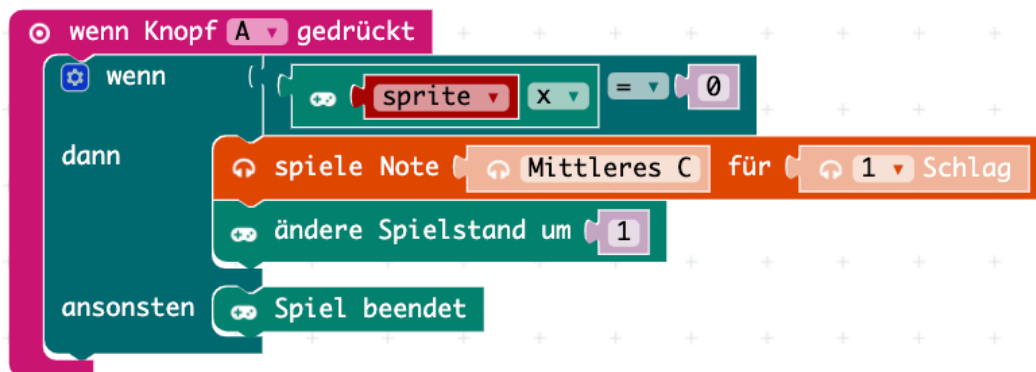 wenn Knopf A gedrückt
wenn sprite x = 0
dann
spiele Note Mittleres C für 1 Schlag
ändere Spielstand um 1
ansonsten Spiel beendet